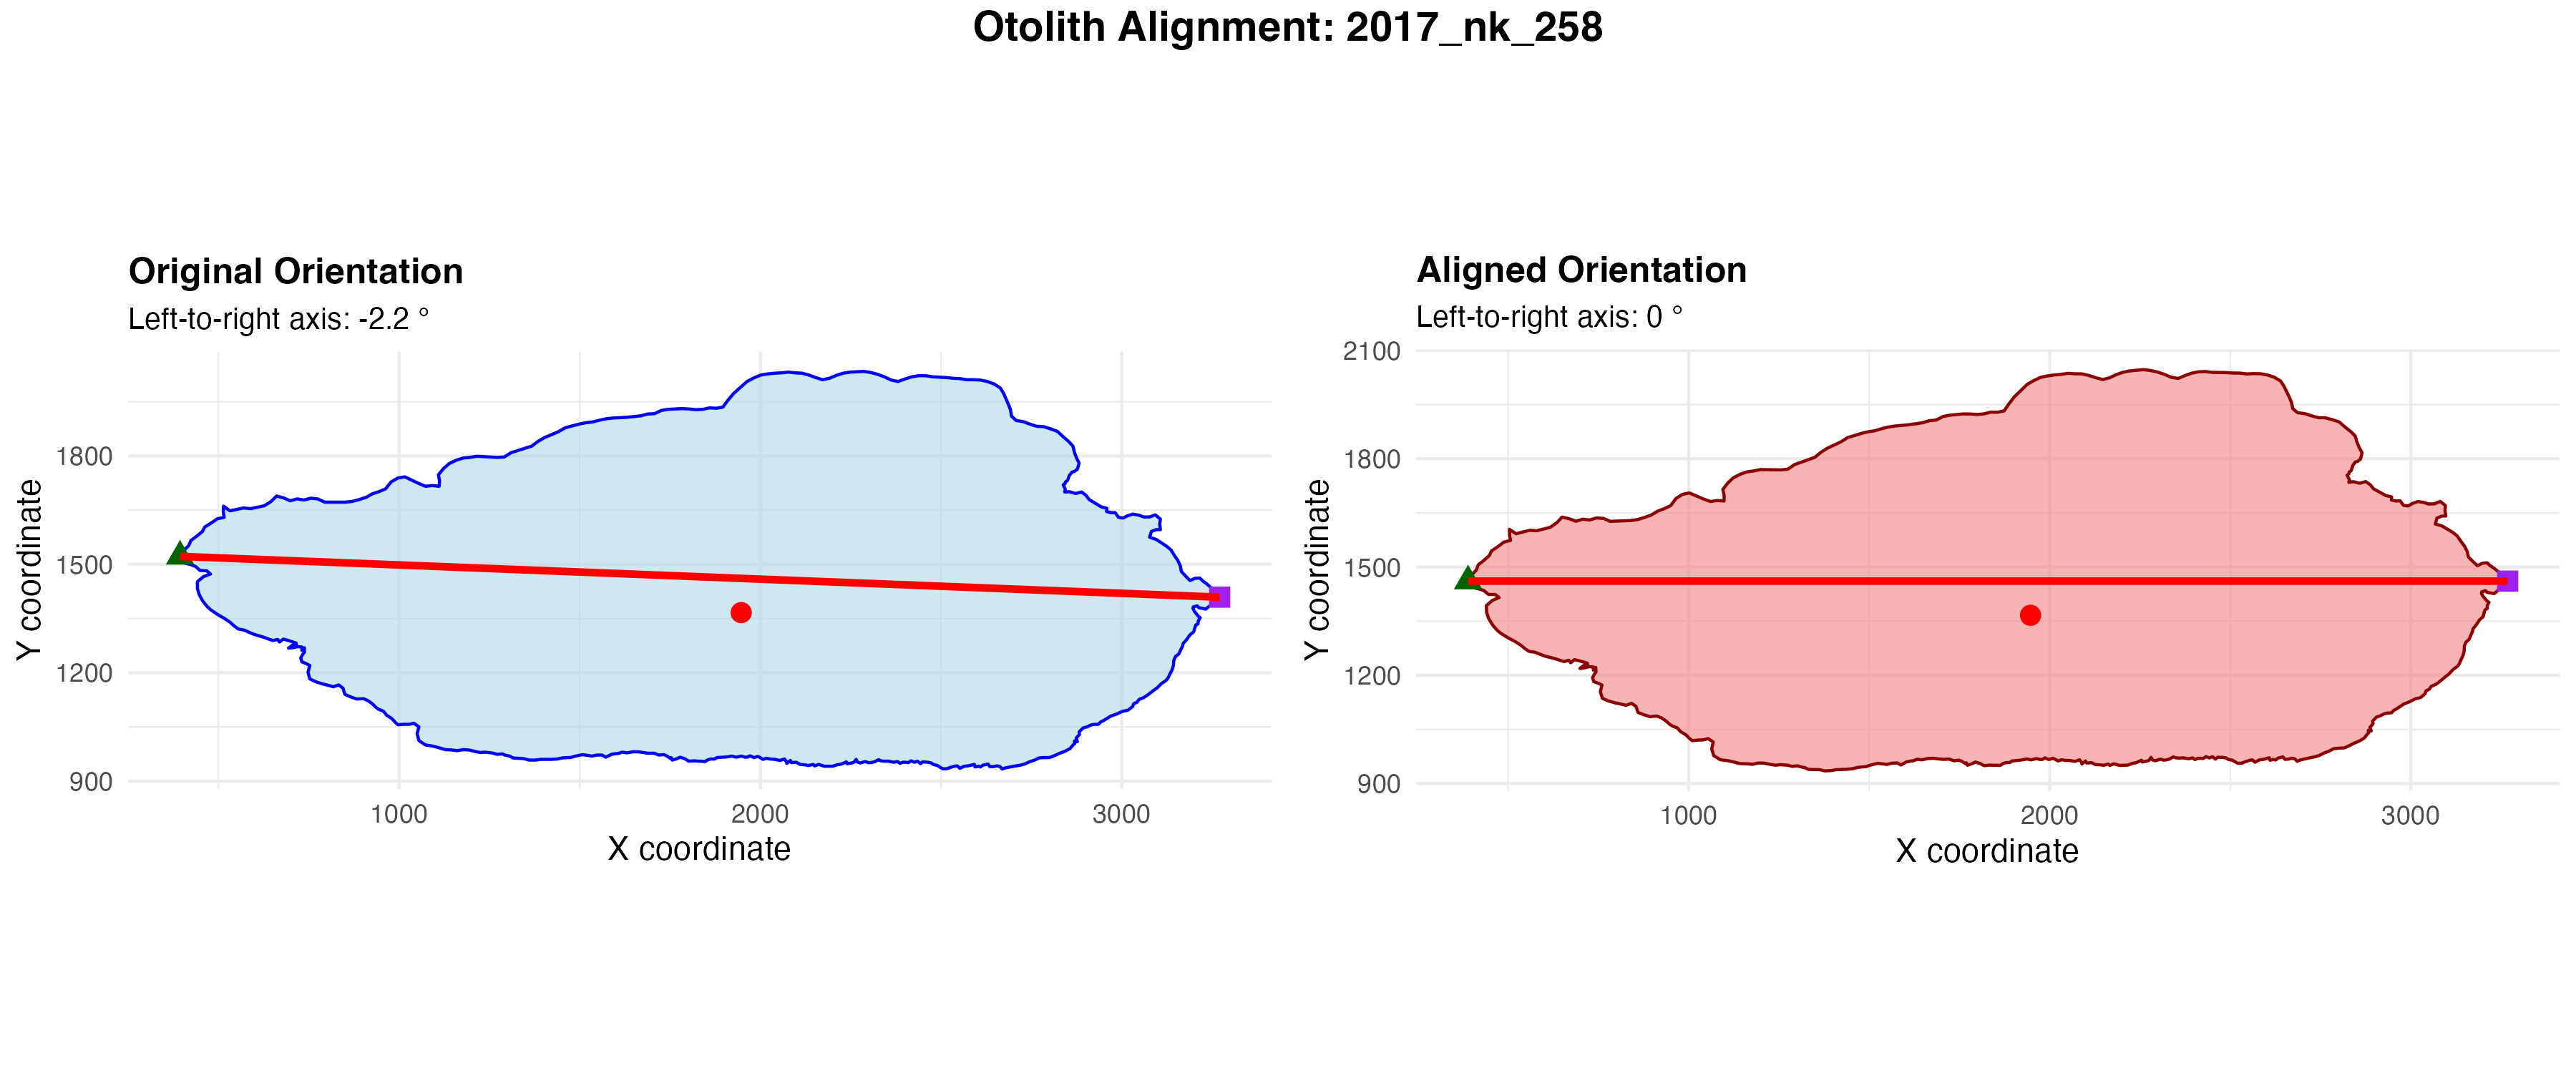 Otolith Alignment: 2017_nk_258
Original Orientation
Left-to-right axis: -2.2 °
Y coordinate
1800
1500
1200
900
1000
2000
3000
X coordinate
Aligned Orientation
Left-to-right axis: 0 °
Y coordinate
2100
1800
1500
1200
900
1000
2000
3000
X coordinate